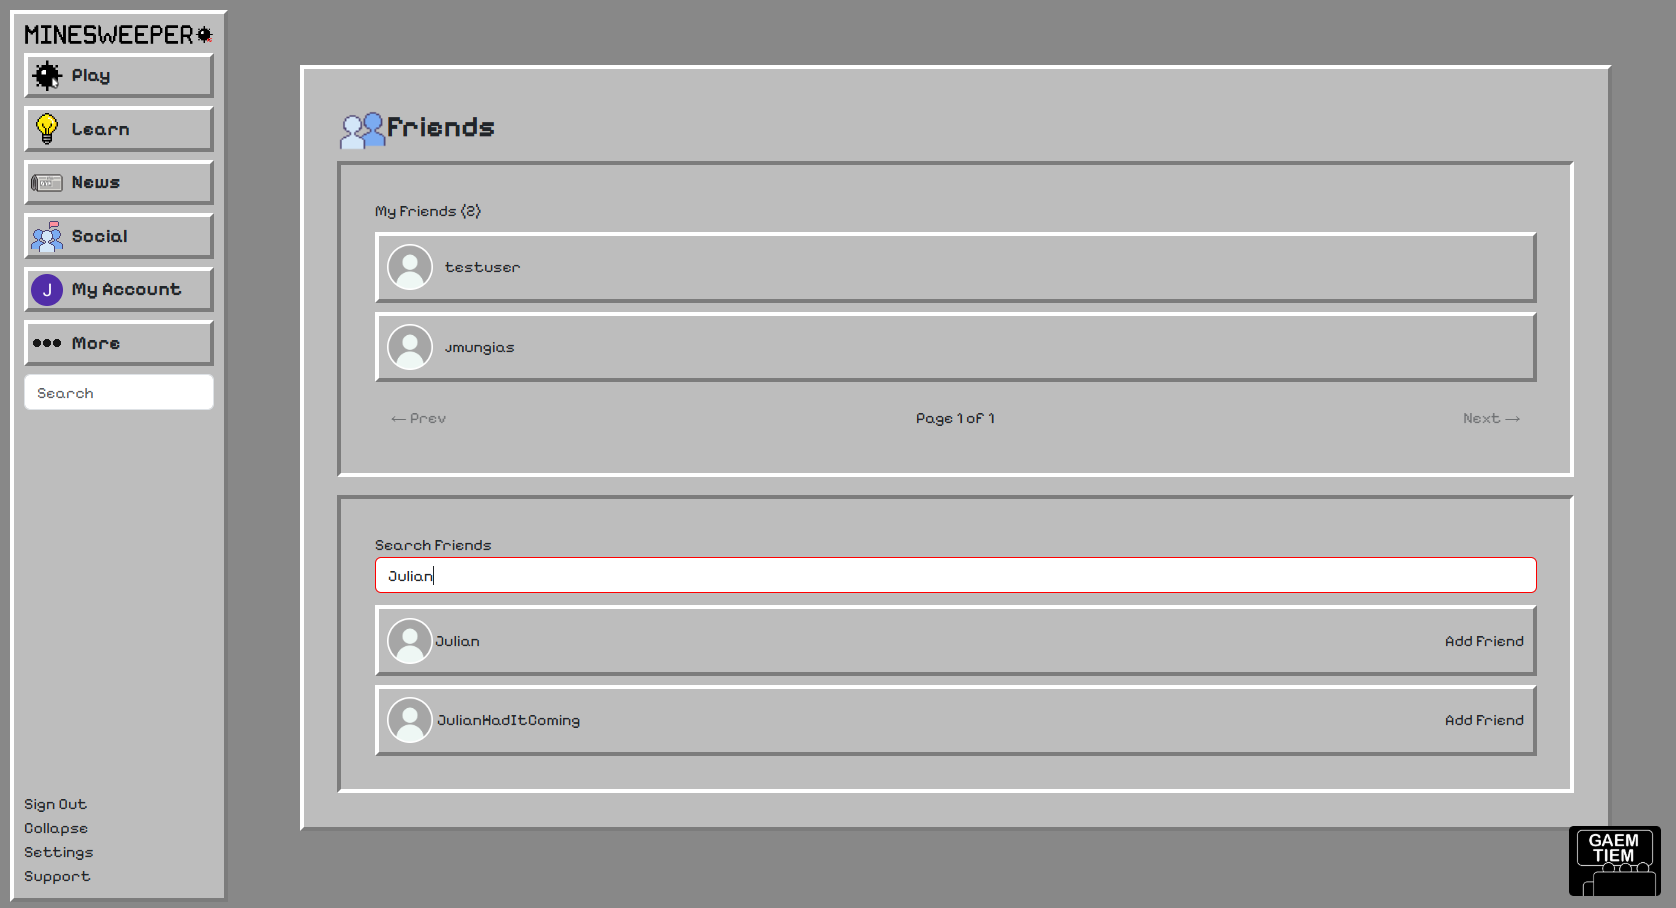 MINESWEEPER
Play
Learn
News
Social
J My Account
More
Search
Sign Out
Collapse
Settings
Support
Friends
My Friends (2)
testuser
jmungias
← Prev Page 1 of 1 Next →
Search Friends
Julian
Julian Add Friend
JulianHadItComing Add Friend
GAEM
TIEM